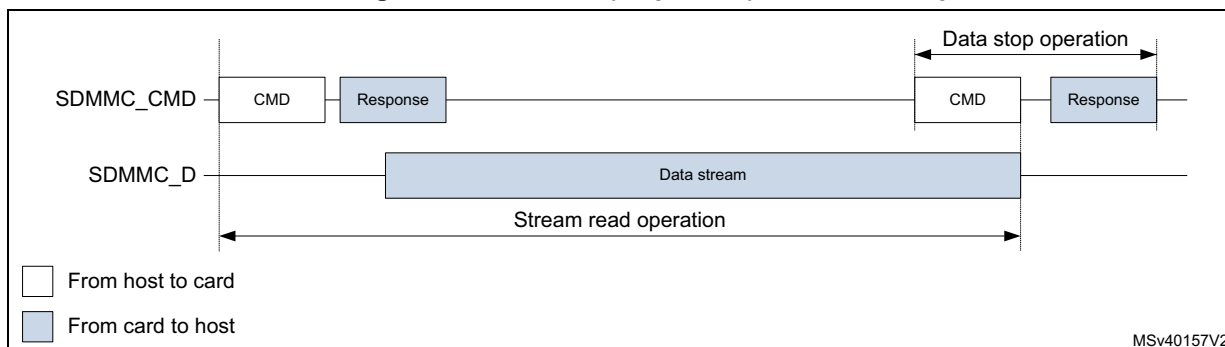 Data stop operation
SDMMC_CMD CMD Response CMD Response
SDMMC_D Data stream
Stream read operation
From host to card
From card to host
MSv40157V2